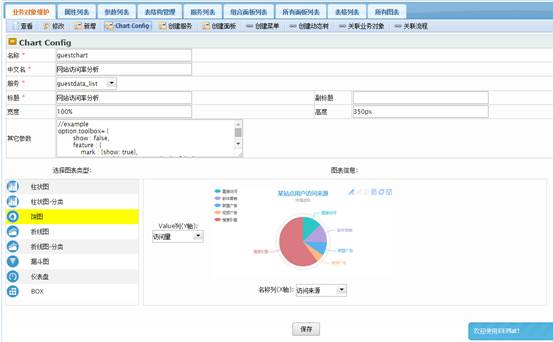 业务对象维护 属性列表 参数列表 表结构管理 服务列表 组合面板列表 所有面板列表 表格列表 所有图表
查看 修改 新增 Chart Config 创建服务 创建面板 创建菜单 创建动态树 关联业务对象 关联流程
Chart Config
名称 * guestchart
中文名 * 网站访问率分析
服务 * guestdata_list
标题 * 网站访问率分析 副标题
宽度 100% 高度 350px
其它参数
//example
option.toolbox= {
show : false,
feature : {
mark : {show: true},
选择图表类型: 图表信息:
柱状图
柱状图-分类
饼图
折线图
折线图-分类
漏斗图
仪表盘
BOX
某站点用户访问来源
直接访问
邮件营销
联盟广告
视频广告
搜索引擎
Value列(Y轴):
访问量
名称列(X轴): 访问来源
保存
欢迎使用EEPlat!